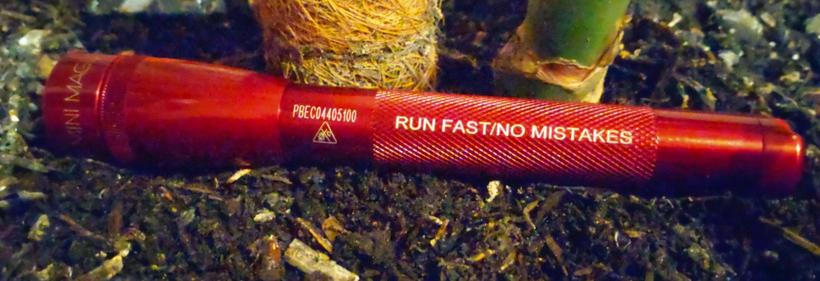 MINI MAG
PBEC04405100
RUN FAST/NO MISTAKES